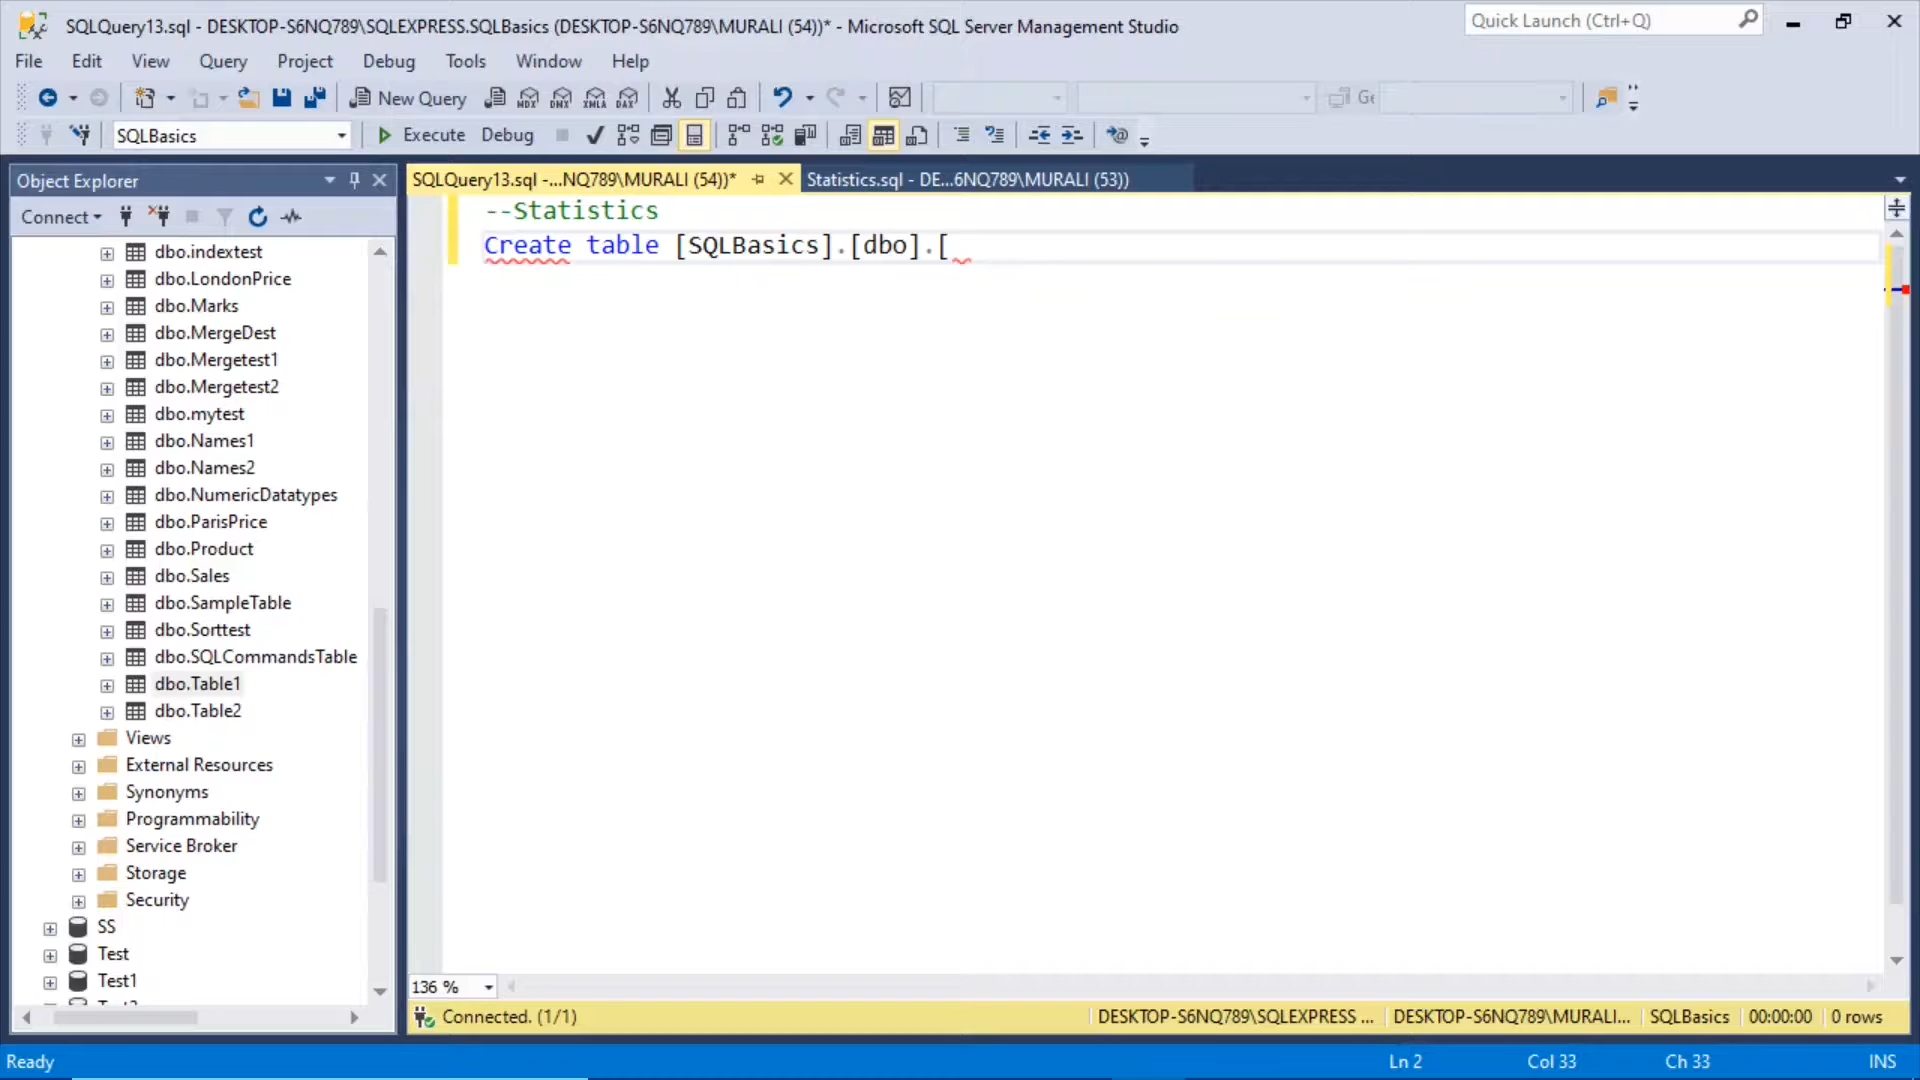 SQLQuery13.sql - DESKTOP-S6NQ789\SQLEXPRESS.SQLBasics (DESKTOP-S6NQ789\MURALI (54))* - Microsoft SQL Server Management Studio
Quick Launch (Ctrl+Q)
File Edit View Query Project Debug Tools Window Help
New Query MDX DMX XMLA DAX
SQLBasics Execute Debug
Object Explorer
SQLQuery13.sql -...NQ789\MURALI (54))* Statistics.sql - DE...6NQ789\MURALI (53))
Connect
--Statistics
Create table [SQLBasics].[dbo].[
dbo.indextest
dbo.LondonPrice
dbo.Marks
dbo.MergeDest
dbo.Mergetest1
dbo.Mergetest2
dbo.mytest
dbo.Names1
dbo.Names2
dbo.NumericDatatypes
dbo.ParisPrice
dbo.Product
dbo.Sales
dbo.SampleTable
dbo.Sorttest
dbo.SQLCommandsTable
dbo.Table1
dbo.Table2
Views
External Resources
Synonyms
Programmability
Service Broker
Storage
Security
SS
Test
Test1
136 %
Connected. (1/1) DESKTOP-S6NQ789\SQLEXPRESS ... DESKTOP-S6NQ789\MURALI... SQLBasics 00:00:00 0 rows
Ready Ln 2 Col 33 Ch 33 INS